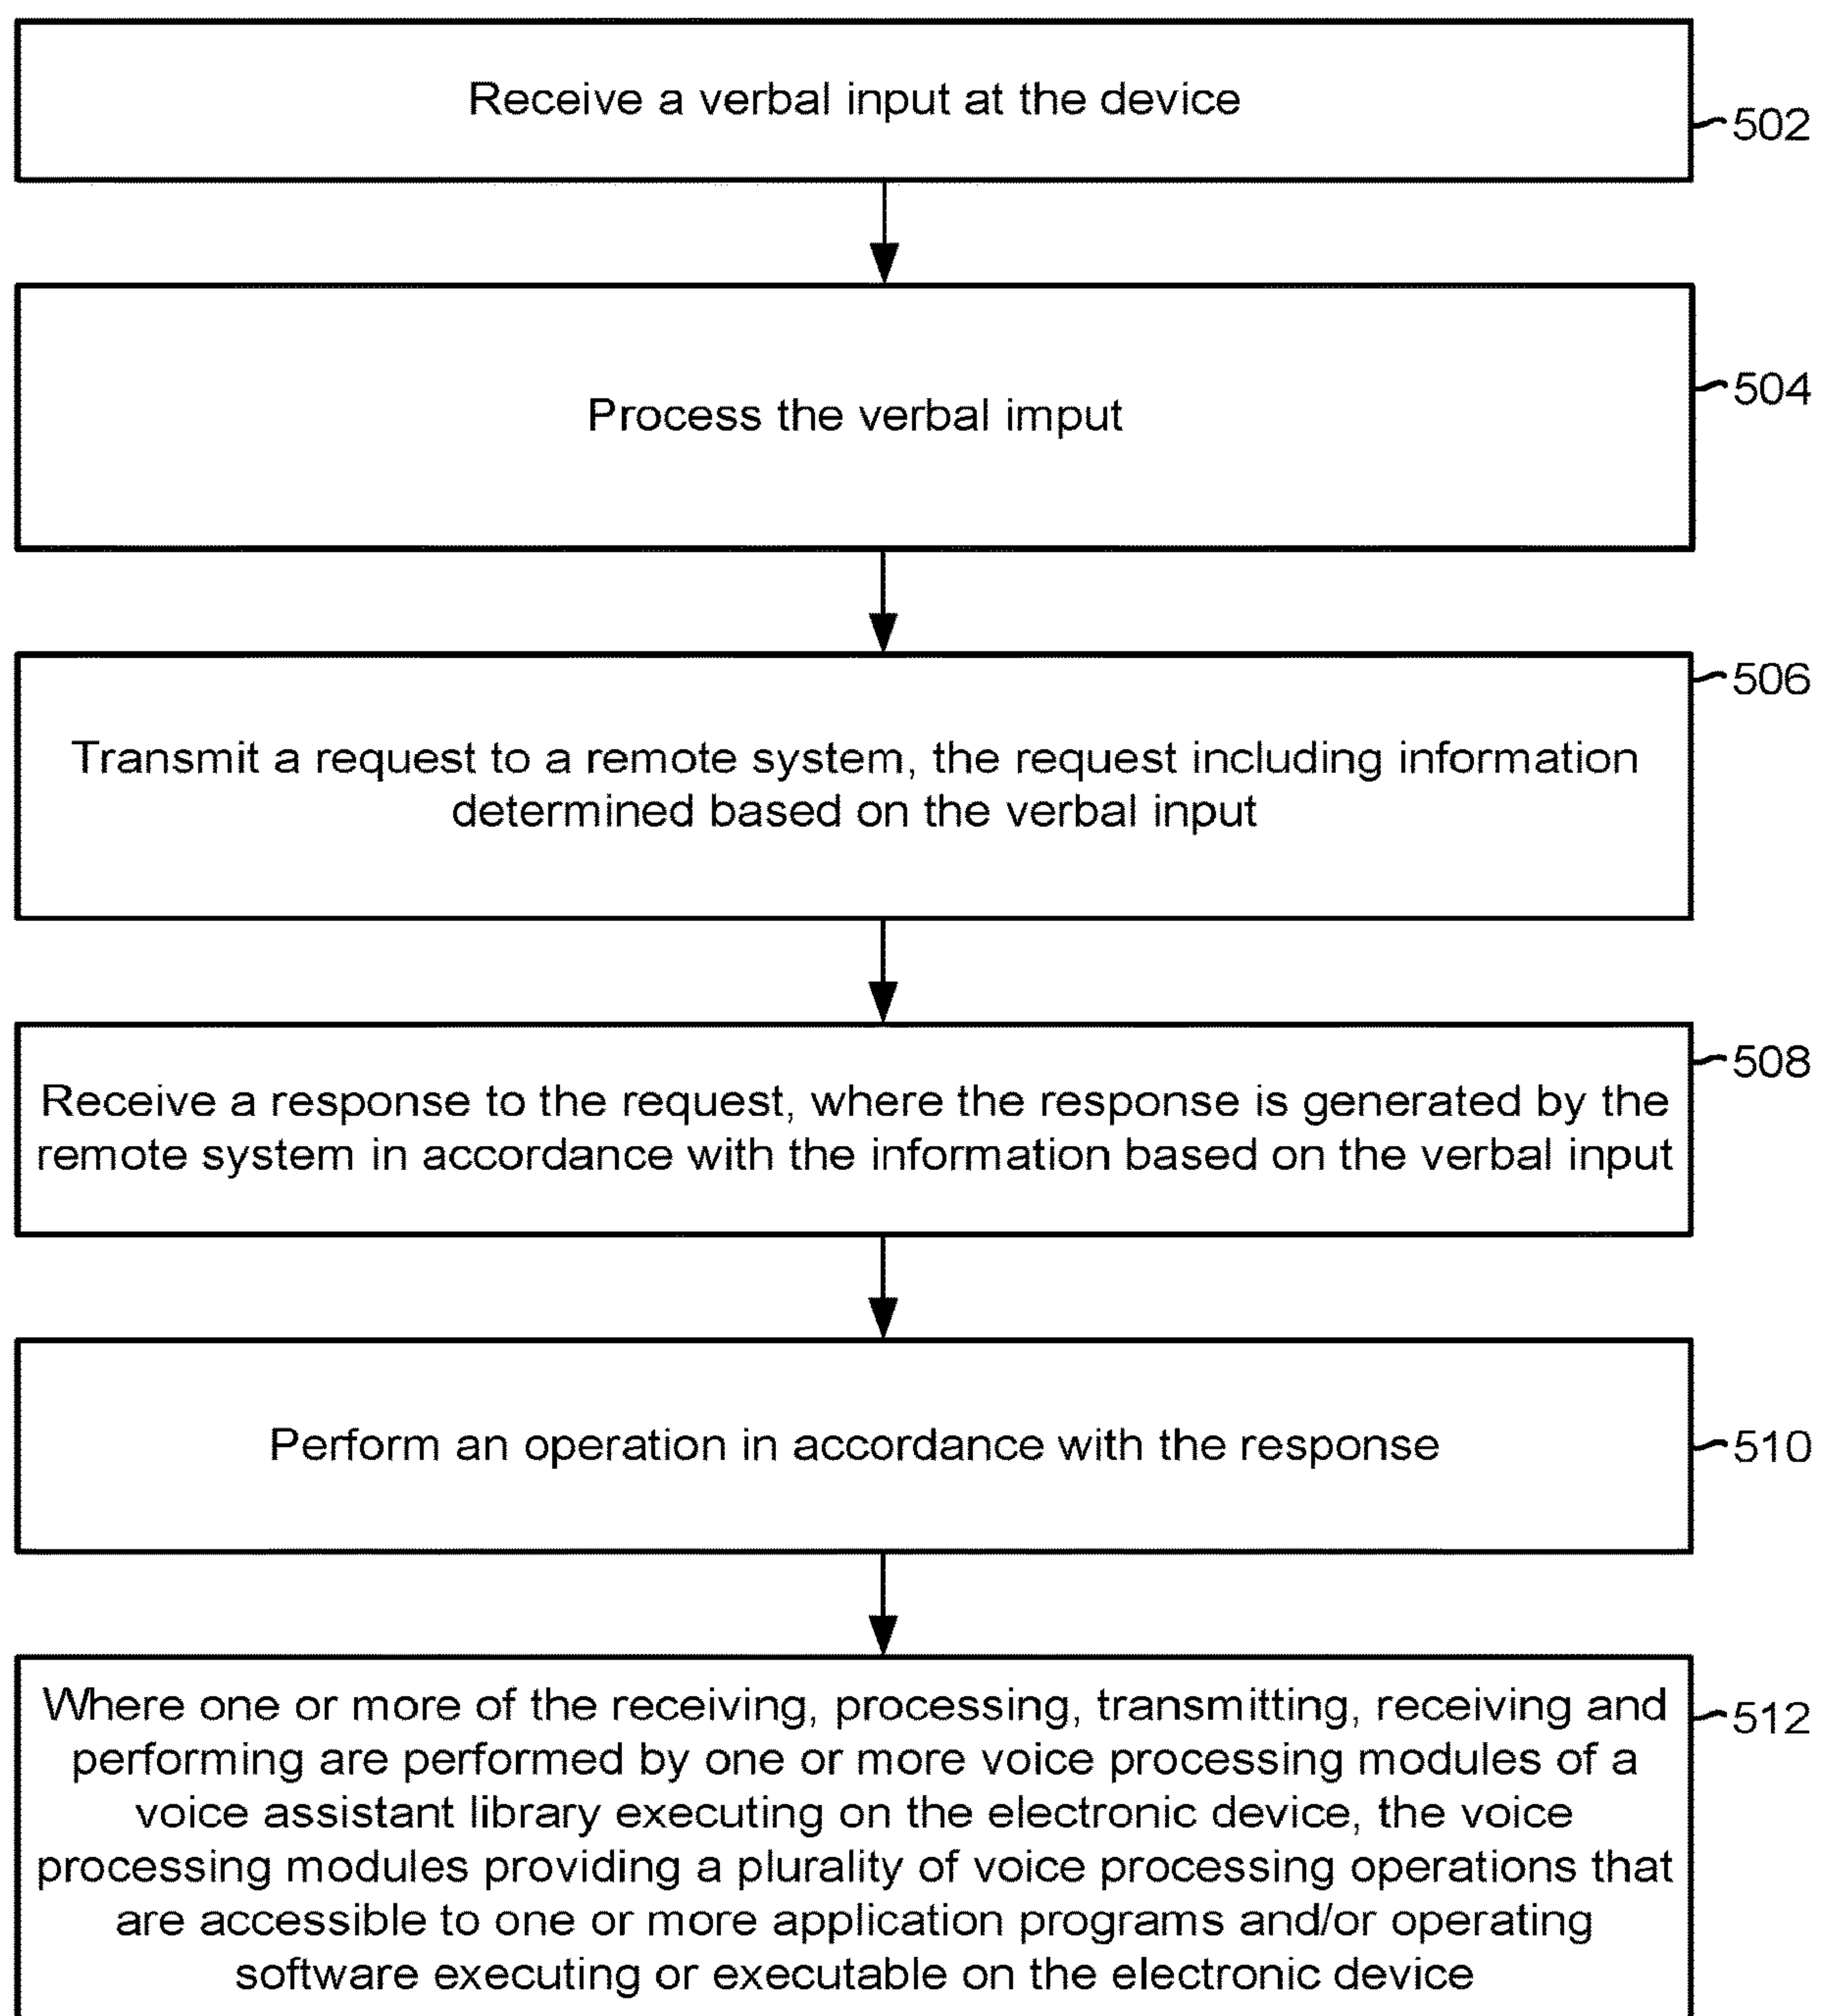 Receive a verbal input at the device
502
Process the verbal imput
504
506
Transmit a request to a remote system, the request including information
determined based on the verbal input
508
Receive a response to the request, where the response is generated by the
remote system in accordance with the information based on the verbal input
Perform an operation in accordance with the response
510
Where one or more of the receiving, processing, transmitting, receiving and
512
performing are performed by one or more voice processing modules of a
voice assistant library executing on the electronic device, the voice
processing modules providing a plurality of voice processing operations that
are accessible to one or more application programs and/or operating
software executing or executable on the electronic device